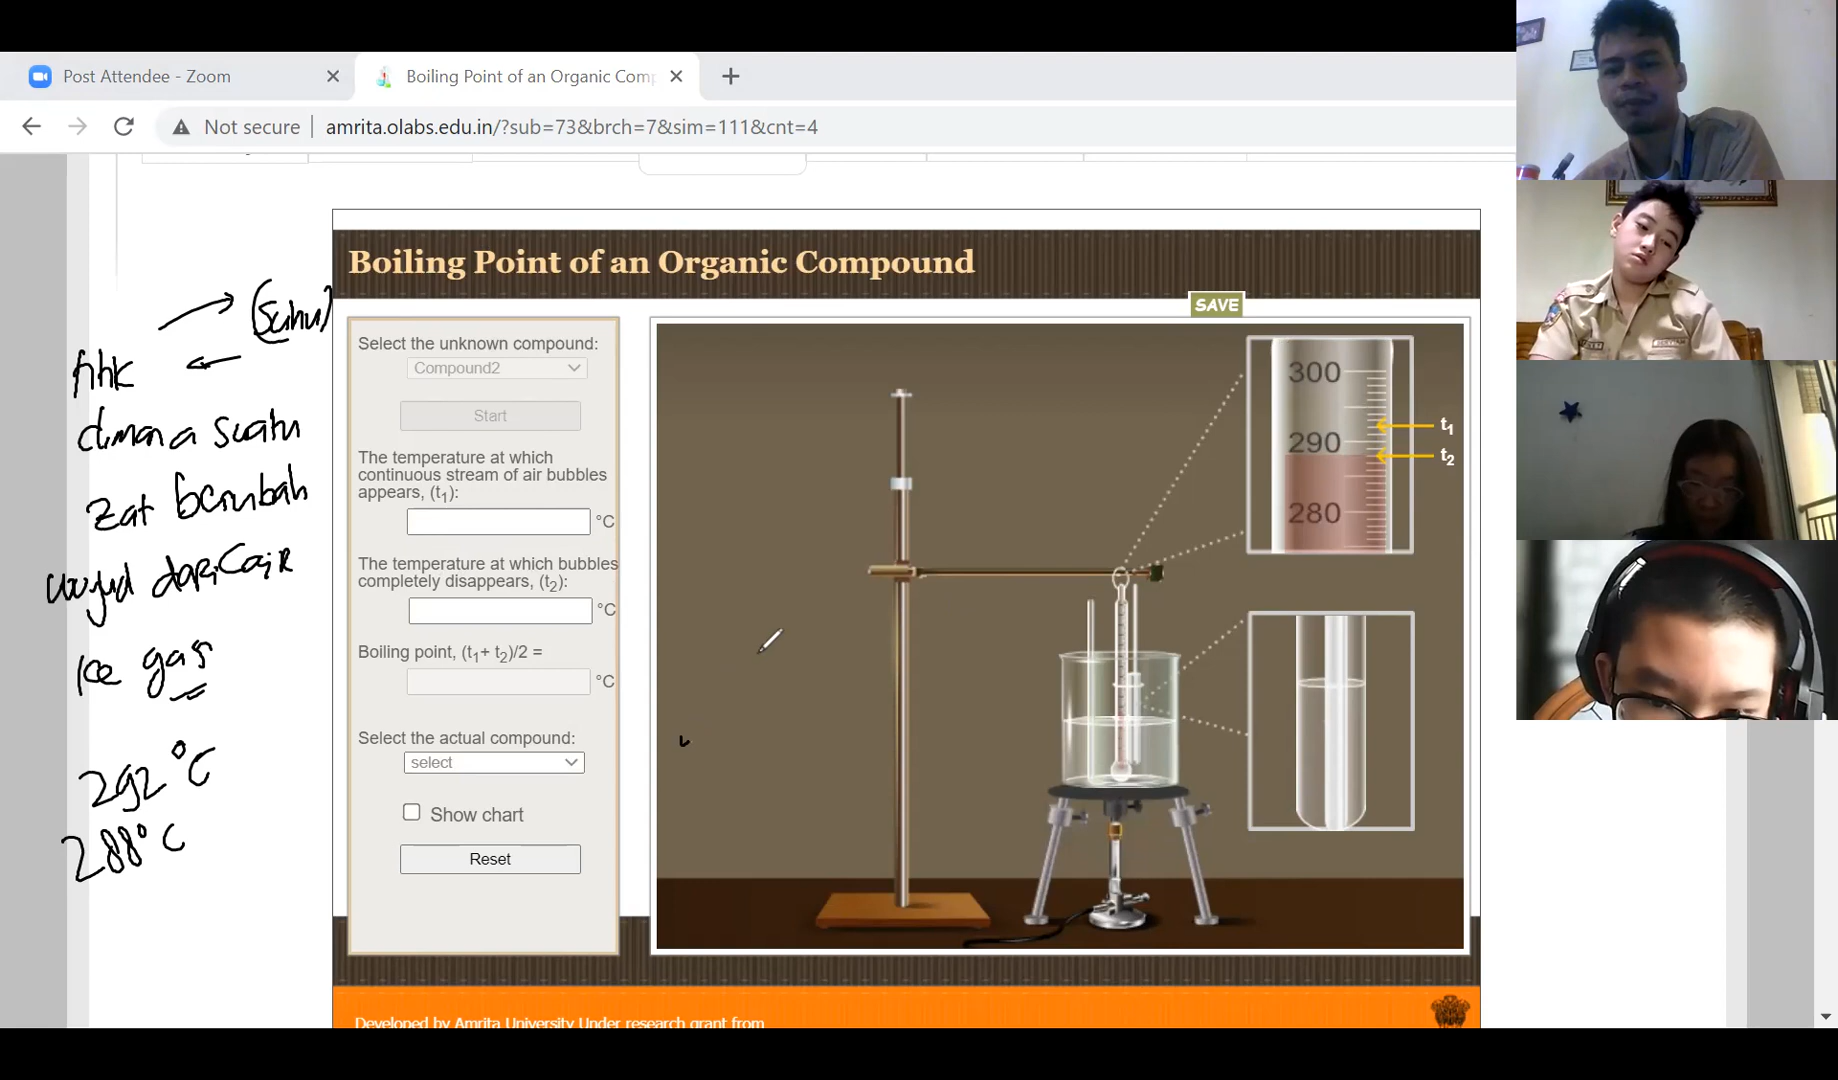 Post Attendee - Zoom
Boiling Point of an Organic Com
Not secure
amrita.olabs.edu.in/?sub=73&brch=7&sim=111&cnt=4
Boiling Point of an Organic Compound
SAVE
Select the unknown compound:
Compound2
Start
The temperature at which
continuous stream of air bubbles
appears, (t1):
°C
The temperature at which bubbles
completely disappears, (t2):
°C
Boiling point, (t1+ t2)/2 =
°C
Select the actual compound:
select
Show chart
Reset
300
290
280
t1
t2
(Suhu)
dimana suatu
zat berubah
wujud dari Cair
ke gas
292°C
288°C
Developed by Amrita University Under research grant from